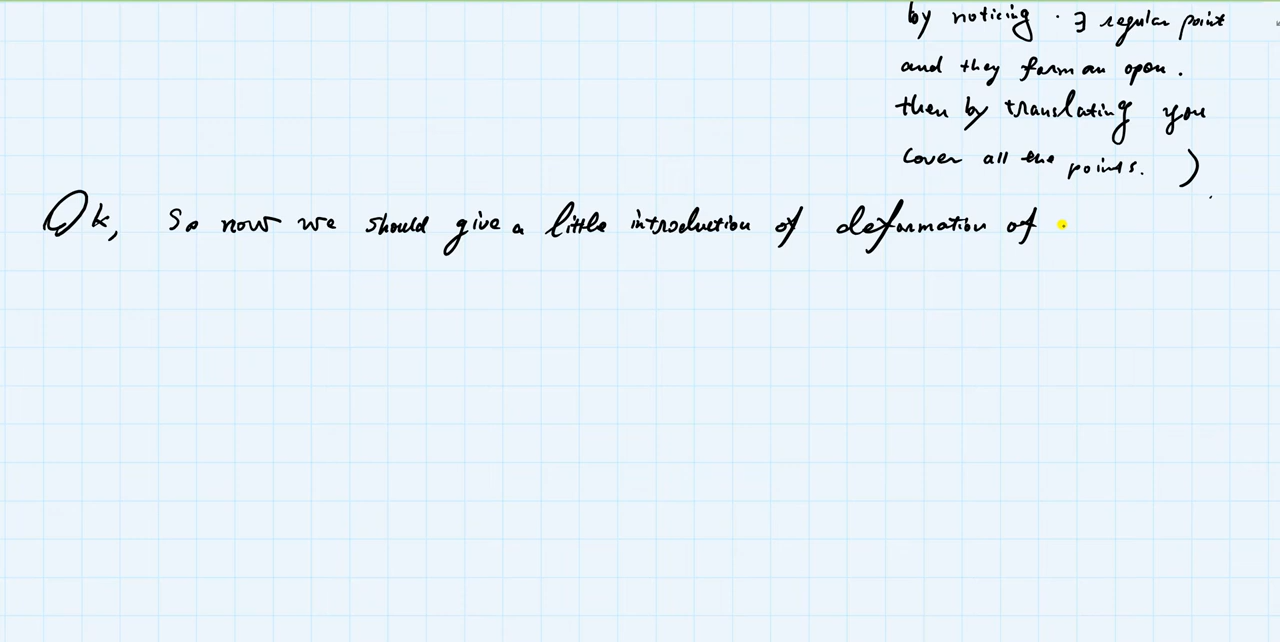 by noticing · ∃ regular point
and they form an open.
then by translating you
cover all the points. )
Ok, So now we should give a little introduction of deformation of